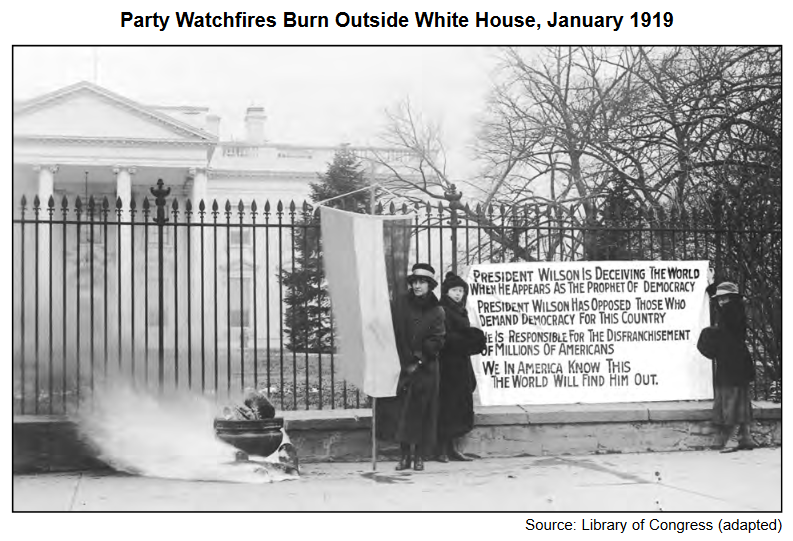 Party Watchfires Burn Outside White House, January 1919
PRESIDENT WILSON IS DECEIVING THE WORLD
WHEN HE APPEARS AS THE PROPHET OF DEMOCRACY
PRESIDENT WILSON HAS OPPOSED THOSE WHO
DEMAND DEMOCRACY FOR THIS COUNTRY
HE IS RESPONSIBLE FOR THE DISFRANCHISEMENT
OF MILLIONS OF AMERICANS
WE IN AMERICA KNOW THIS
THE WORLD WILL FIND HIM OUT.
Source: Library of Congress (adapted)